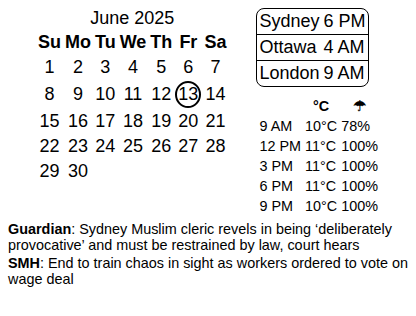 June 2025
Su Mo Tu We Th Fr Sa
1 2 3 4 5 6 7
8 9 10 11 12 13 14
15 16 17 18 19 20 21
22 23 24 25 26 27 28
29 30
Sydney 6 PM
Ottawa 4 AM
London 9 AM
°C ☂
9 AM 10°C 78%
12 PM 11°C 100%
3 PM 11°C 100%
6 PM 11°C 100%
9 PM 10°C 100%
Guardian: Sydney Muslim cleric revels in being ‘deliberately
provocative’ and must be restrained by law, court hears
SMH: End to train chaos in sight as workers ordered to vote on
wage deal